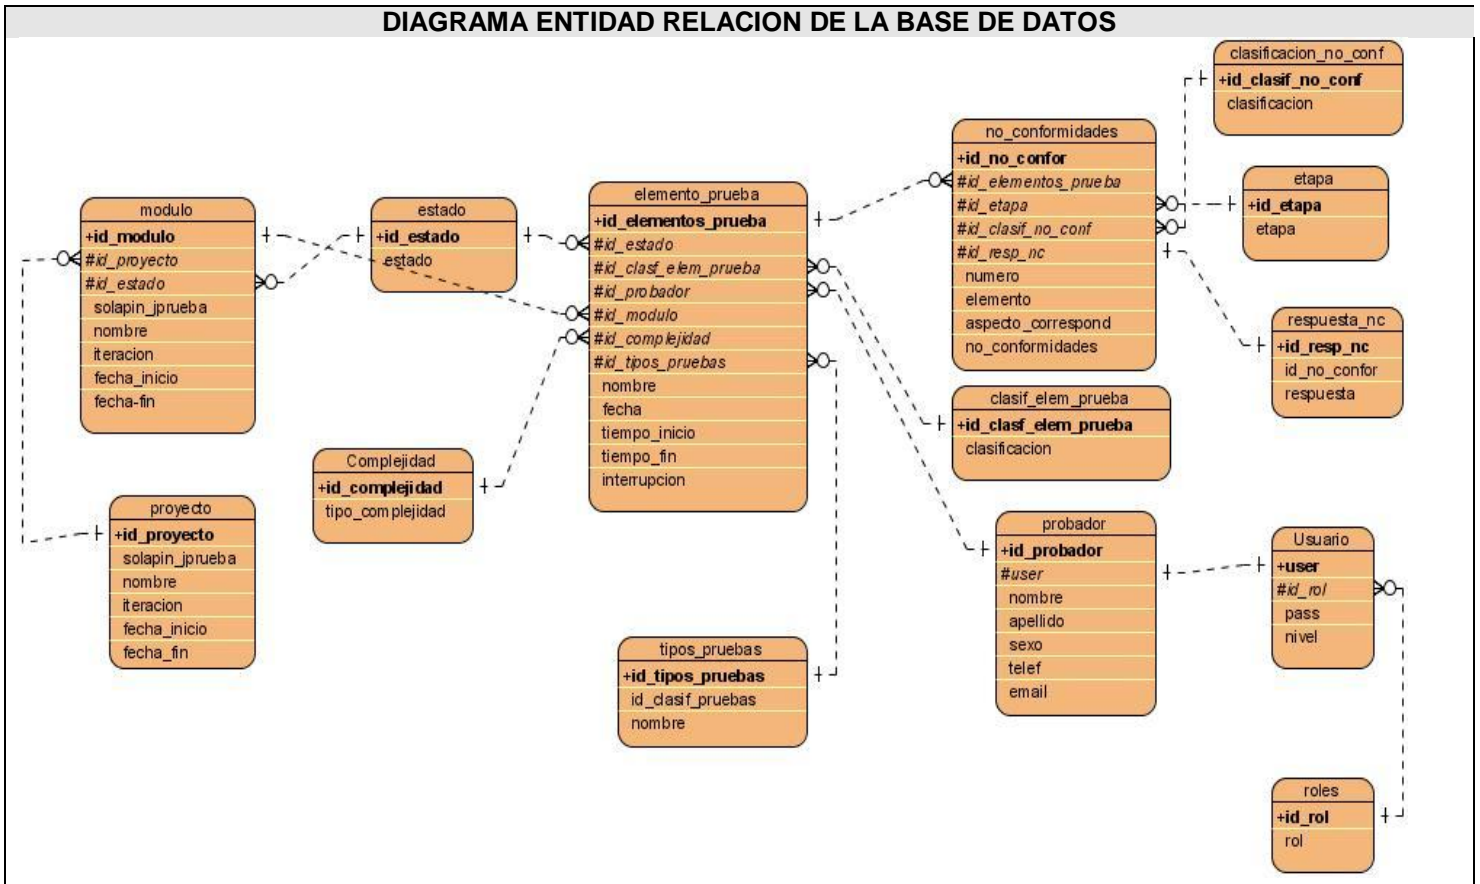 DIAGRAMA ENTIDAD RELACION DE LA BASE DE DATOS
clasificacion_no_conf
+id_clasif_no_conf
clasificacion
no_conformidades
+id_no_confor
#id_elementos_prueba
#id_etapa
#id_clasif_no_conf
#id_resp_nc
numero
elemento
aspecto_correspond
no_conformidades
etapa
+id_etapa
etapa
elemento_prueba
+id_elementos_prueba
#id_estado
#id_clasf_elem_prueba
#id_probador
#id_modulo
#id_complejidad
#id_tipos_pruebas
nombre
fecha
tiempo_inicio
tiempo_fin
interrupcion
modulo
+id_modulo
#id_proyecto
#id_estado
solapin_jprueba
nombre
iteracion
fecha_inicio
fecha-fin
estado
+id_estado
estado
respuesta_nc
+id_resp_nc
id_no_confor
respuesta
clasif_elem_prueba
+id_clasf_elem_prueba
clasificacion
Complejidad
+id_complejidad
tipo_complejidad
proyecto
+id_proyecto
solapin_jprueba
nombre
iteracion
fecha_inicio
fecha_fin
probador
+id_probador
#user
nombre
apellido
sexo
telef
email
Usuario
+user
#id_rol
pass
nivel
tipos_pruebas
+id_tipos_pruebas
id_clasif_pruebas
nombre
roles
+id_rol
rol